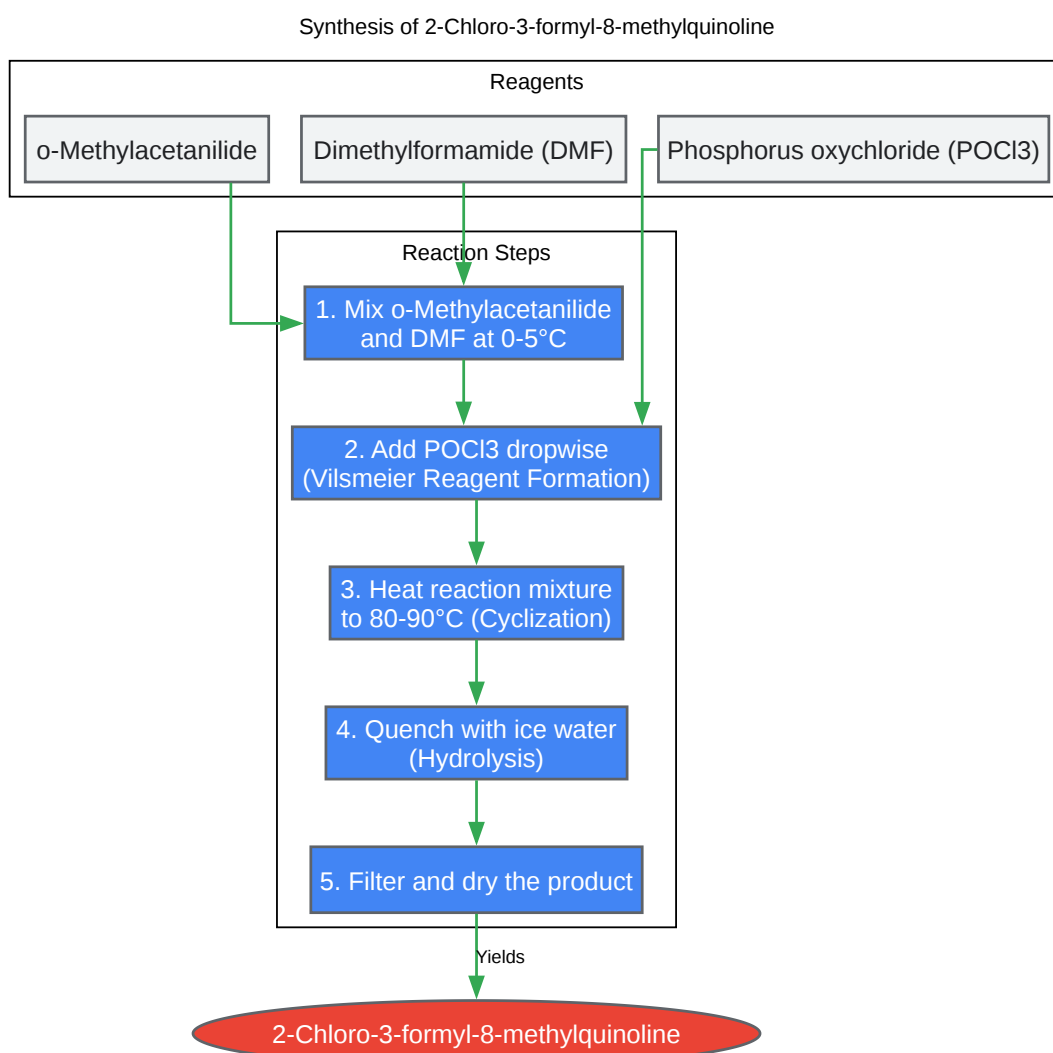 Synthesis of 2-Chloro-3-formyl-8-methylquinoline
Reagents
o-Methylacetanilide
Dimethylformamide (DMF)
Phosphorus oxychloride (POCl3)
Reaction Steps
1. Mix o-Methylacetanilide
and DMF at 0-5°C
2. Add POCl3 dropwise
(Vilsmeier Reagent Formation)
3. Heat reaction mixture
to 80-90°C (Cyclization)
4. Quench with ice water
(Hydrolysis)
5. Filter and dry the product
Yields
2-Chloro-3-formyl-8-methylquinoline